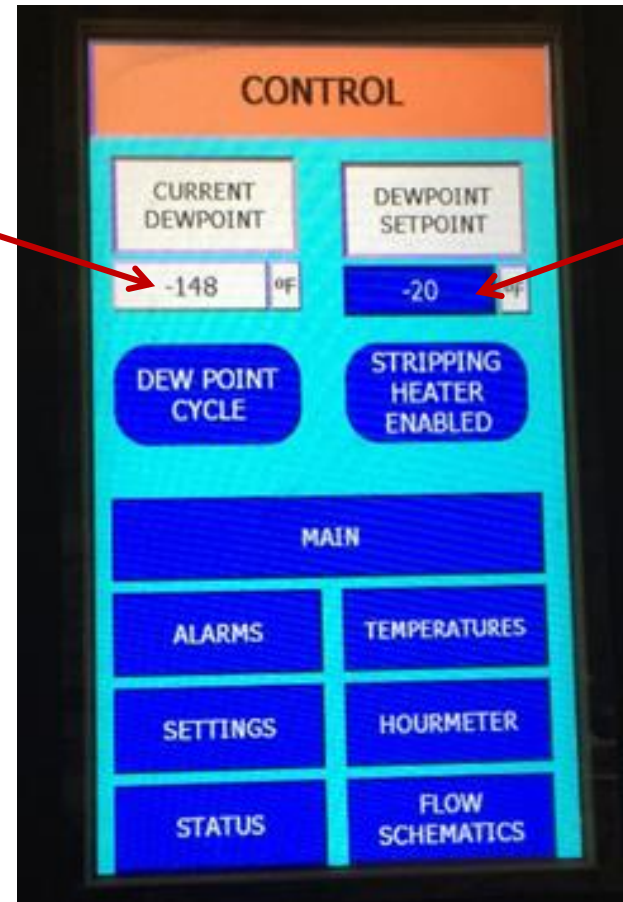 CONTROL
CURRENT
DEWPOINT
DEWPOINT
SETPOINT
-148 ºF
-20 ºF
DEW POINT
CYCLE
STRIPPING
HEATER
ENABLED
MAIN
ALARMS
TEMPERATURES
SETTINGS
HOURMETER
STATUS
FLOW
SCHEMATICS